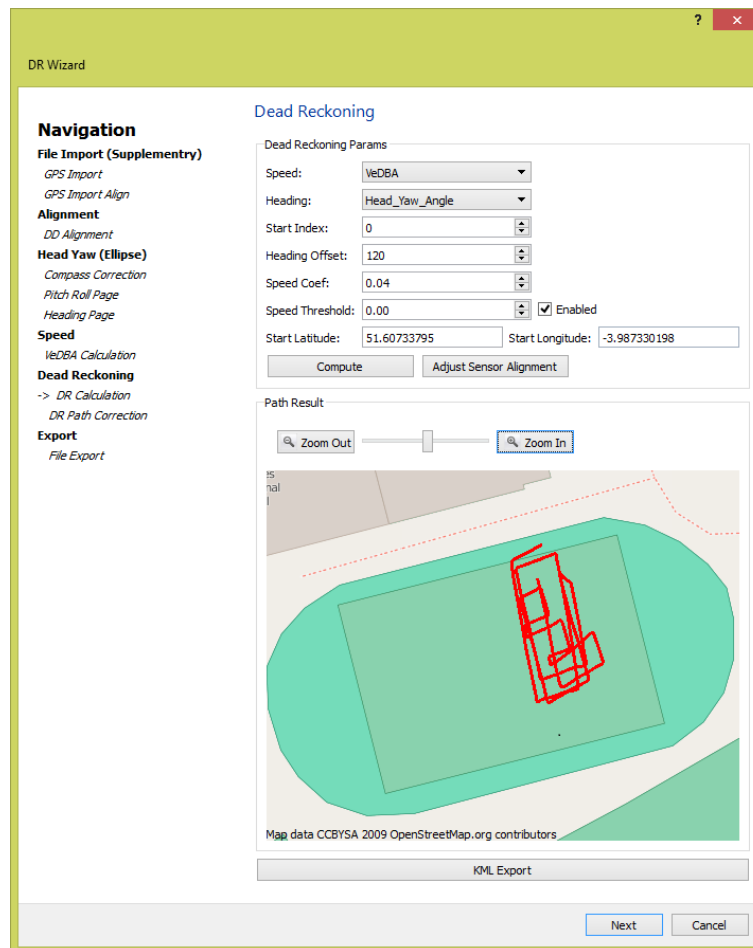 ?
DR Wizard
Navigation
File Import (Supplementry)
GPS Import
GPS Import Align
Alignment
DD Alignment
Head Yaw (Ellipse)
Compass Correction
Pitch Roll Page
Heading Page
Speed
VeDBA Calculation
Dead Reckoning
-> DR Calculation
DR Path Correction
Export
File Export
Dead Reckoning
Dead Reckoning Params
Speed: VeDBA
Heading: Head_Yaw_Angle
Start Index: 0
Heading Offset: 120
Speed Coef: 0.04
Speed Threshold: 0.00 Enabled
Start Latitude: 51.60733795 Start Longitude: -3.987330198
Compute Adjust Sensor Alignment
Path Result
Zoom Out Zoom In
Map data CCBYSA 2009 OpenStreetMap.org contributors
KML Export
Next Cancel